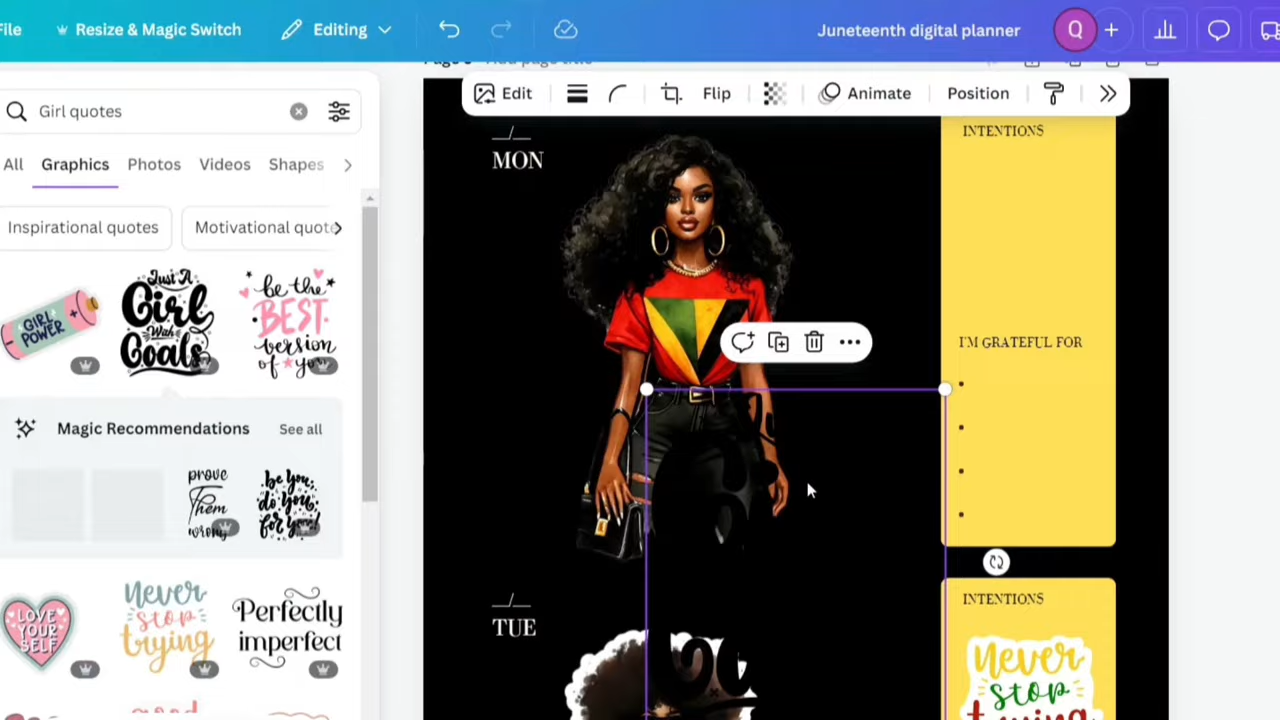 File Resize & Magic Switch Editing Juneteenth digital planner Q
Girl quotes
Edit Flip Animate Position
All Graphics Photos Videos Shapes
Inspirational quotes Motivational quote
GIRL POWER
Just A Girl With Goals
be the BEST version of you
Magic Recommendations See all
prove Them wrong
be you, do you, for you!
LOVE YOUR SELF
never stop trying
Perfectly imperfect
good
MON
INTENTIONS
I'M GRATEFUL FOR
TUE
INTENTIONS
never
stop
trying